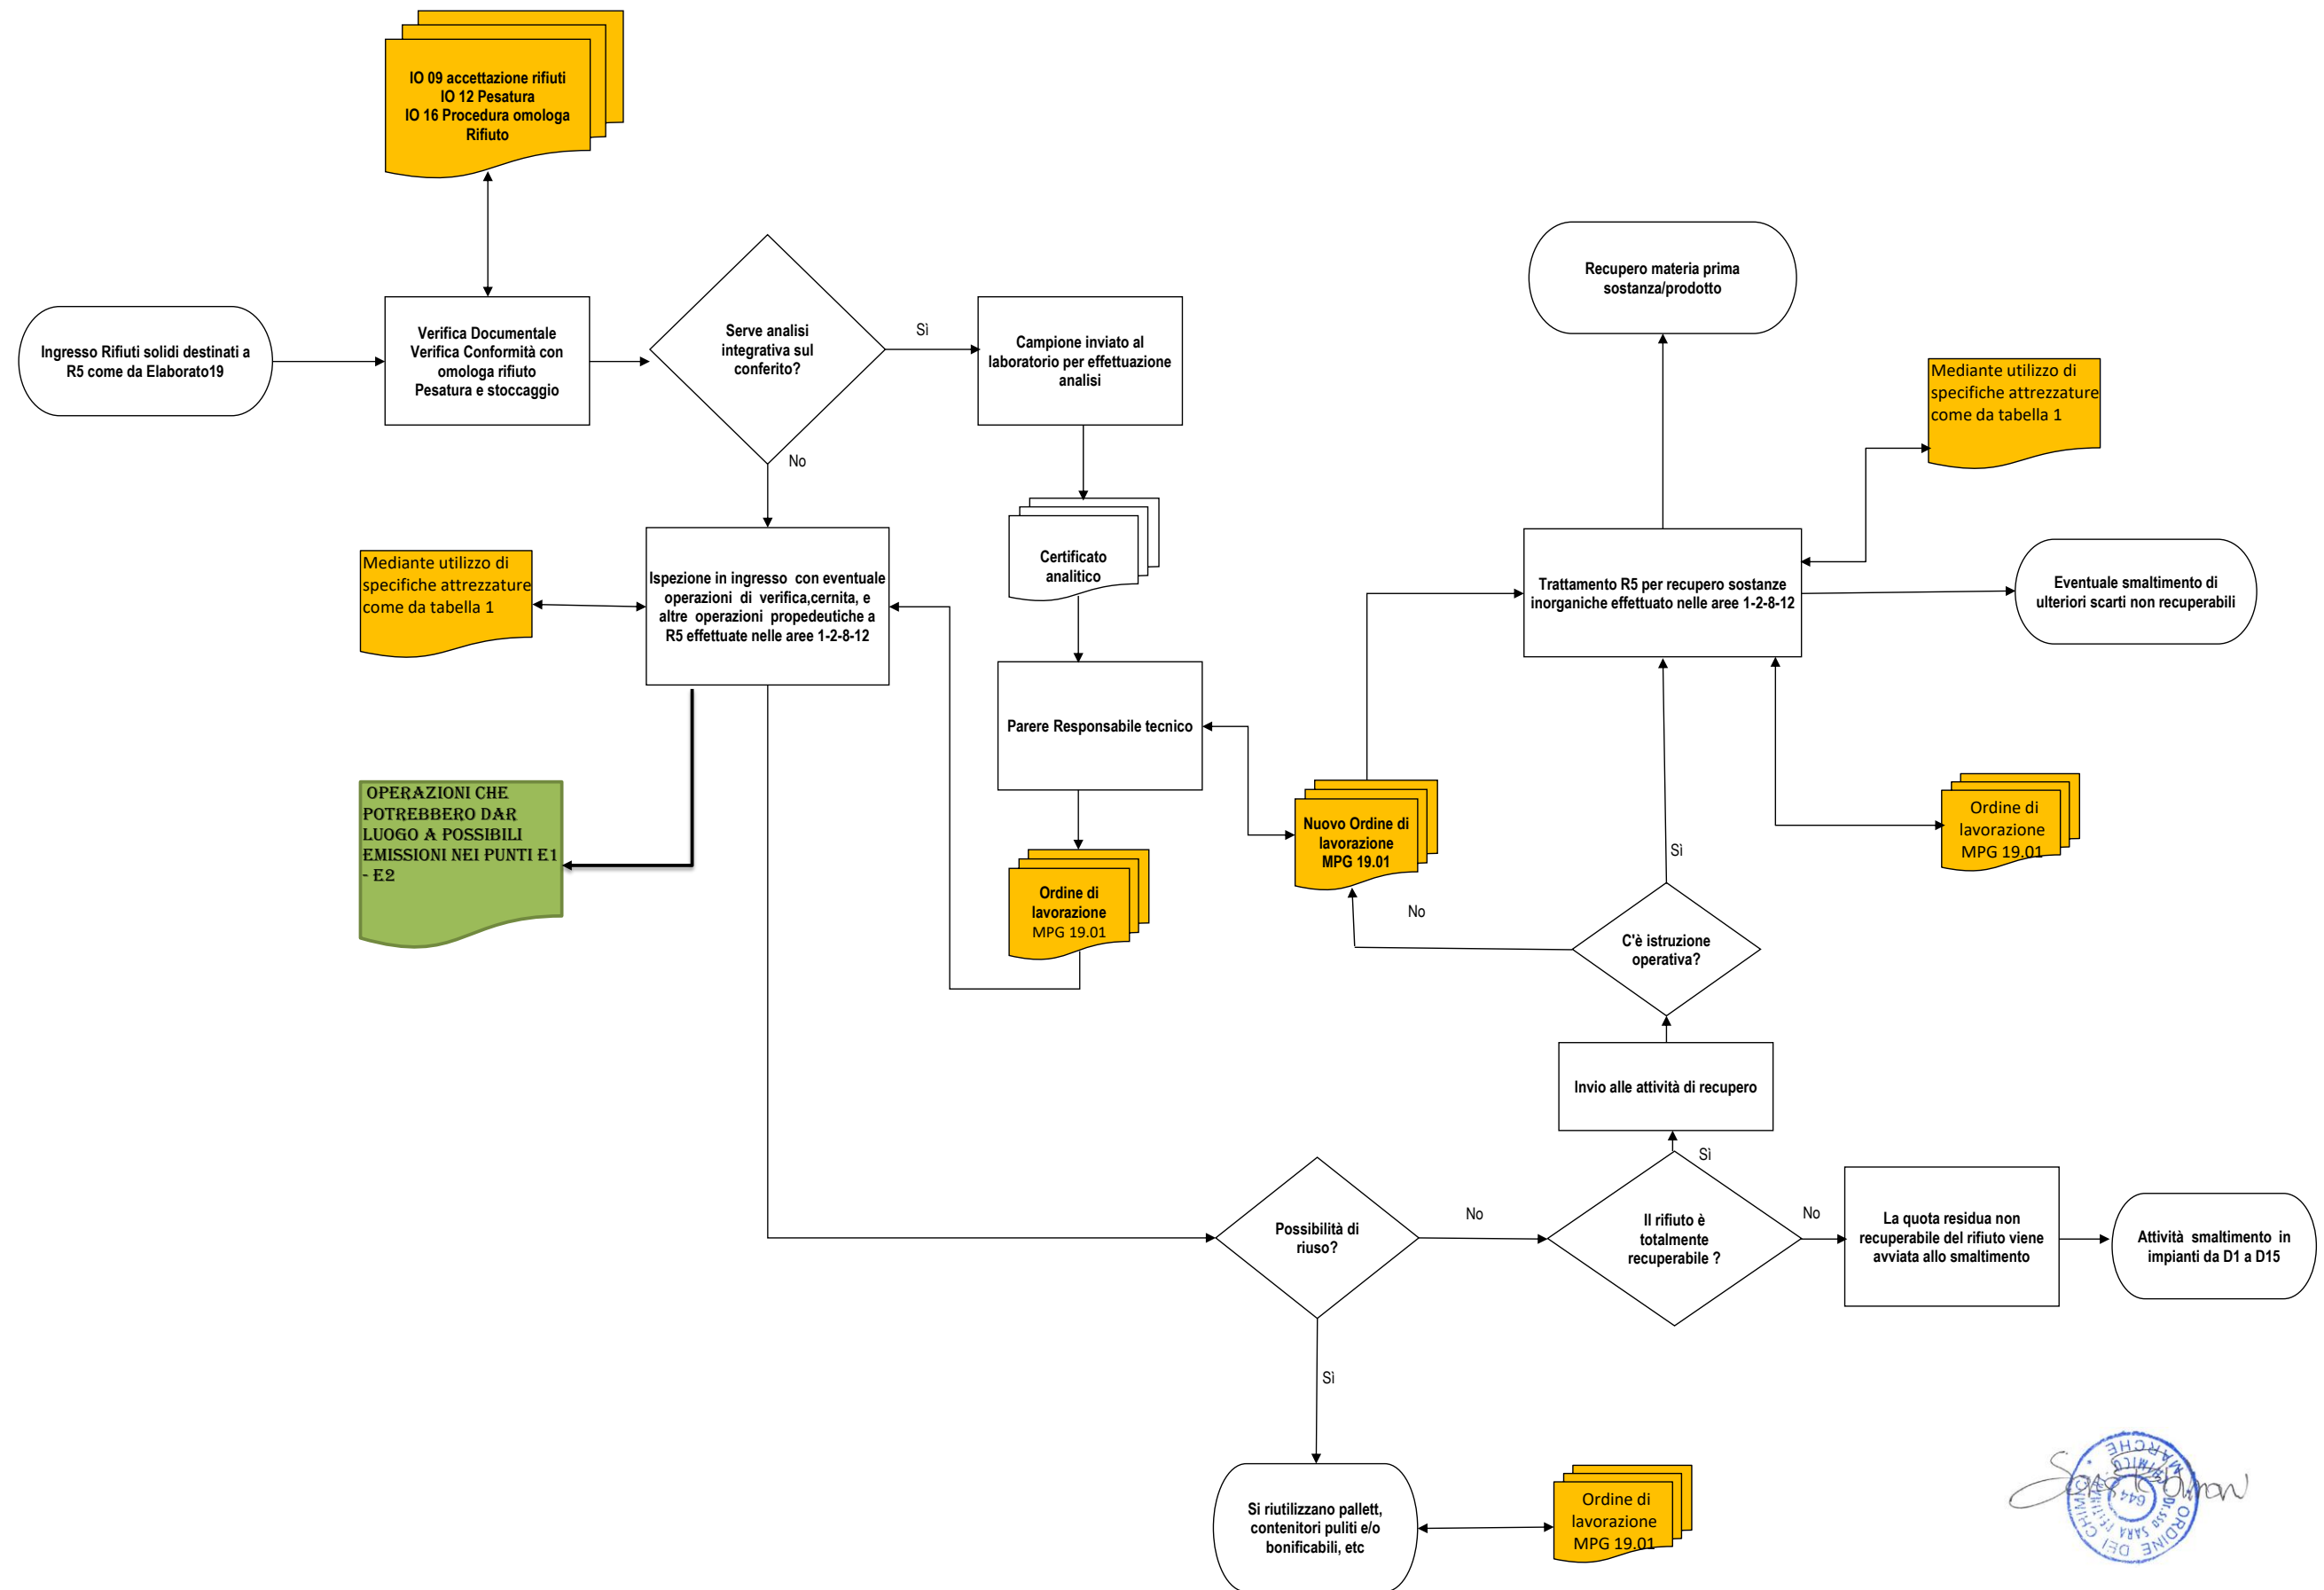 IO 09 accettazione rifiuti
IO 12 Pesatura
IO 16 Procedura omologa
Rifiuto
Ingresso Rifiuti solidi destinati a
R5 come da Elaborato19
Verifica Documentale
Verifica Conformità con
omologa rifiuto
Pesatura e stoccaggio
Serve analisi
integrativa sul
conferito?
Sì
No
Campione inviato al
laboratorio per effettuazione
analisi
Certificato
analitico
Parere Responsabile tecnico
Ordine di
lavorazione
MPG 19.01
Mediante utilizzo di
specifiche attrezzature
come da tabella 1
Ispezione in ingresso con eventuale
operazioni di verifica,cernita, e
altre operazioni propedeutiche a
R5 effettuate nelle aree 1-2-8-12
OPERAZIONI CHE
POTREBBERO DAR
LUOGO A POSSIBILI
EMISSIONI NEI PUNTI E1
- E2
Recupero materia prima
sostanza/prodotto
Mediante utilizzo di
specifiche attrezzature
come da tabella 1
Trattamento R5 per recupero sostanze
inorganiche effettuato nelle aree 1-2-8-12
Eventuale smaltimento di
ulteriori scarti non recuperabili
Nuovo Ordine di
lavorazione
MPG 19.01
Ordine di
lavorazione
MPG 19.01
Sì
No
C'è istruzione
operativa?
Invio alle attività di recupero
Sì
Possibilità di
riuso?
No
Il rifiuto è
totalmente
recuperabile ?
No
La quota residua non
recuperabile del rifiuto viene
avviata allo smaltimento
Attività smaltimento in
impianti da D1 a D15
Sì
Si riutilizzano pallett,
contenitori puliti e/o
bonificabili, etc
Ordine di
lavorazione
MPG 19.01
ORDINE DEI CHIMICI
MARCHE
SARA
644